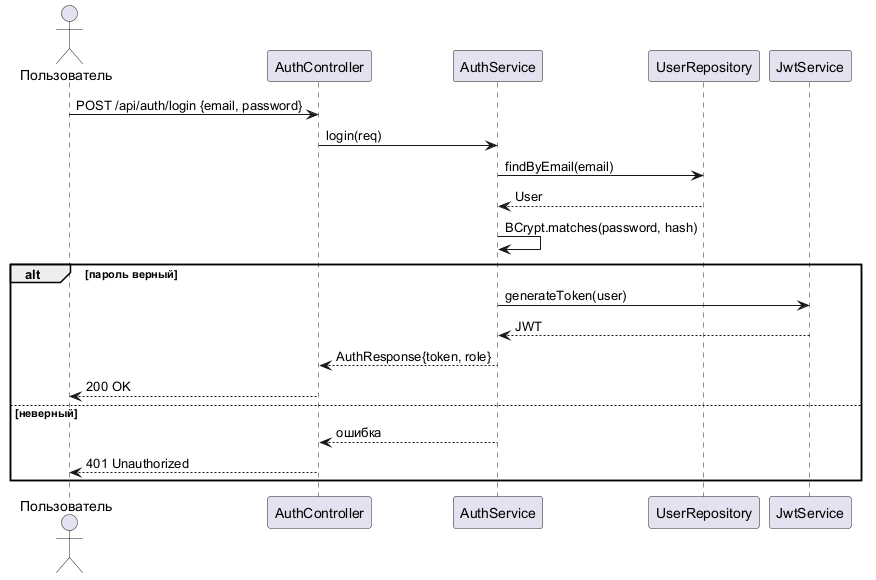 Пользователь
AuthController
AuthService
UserRepository
JwtService
POST /api/auth/login {email, password}
login(req)
findByEmail(email)
User
BCrypt.matches(password, hash)
alt
[пароль верный]
generateToken(user)
JWT
AuthResponse{token, role}
200 OK
[неверный]
ошибка
401 Unauthorized
Пользователь
AuthController
AuthService
UserRepository
JwtService